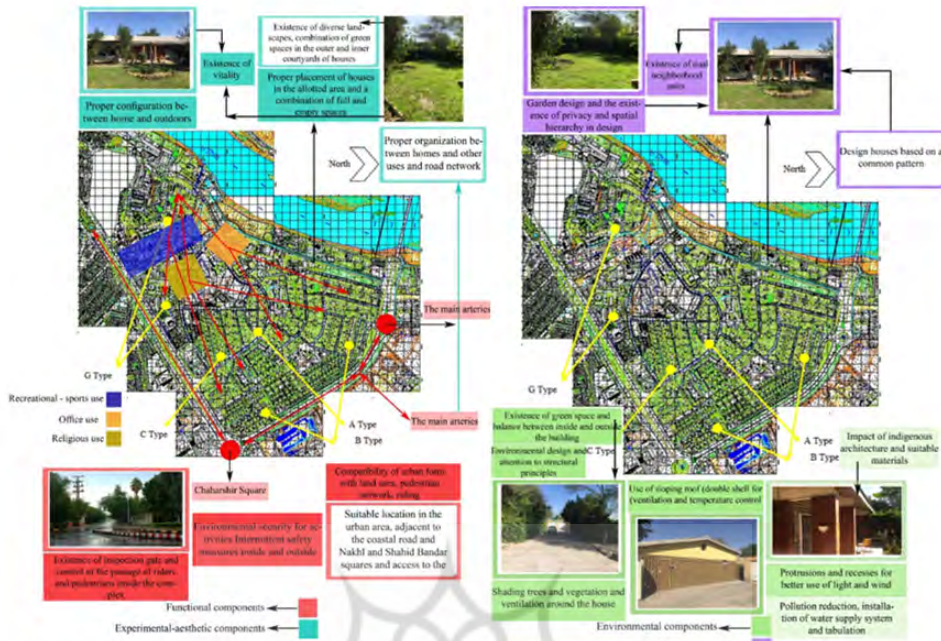 Existence of diverse land-
scapes, combination of green
spaces in the outer and inner
courtyards of houses
Existence of
vitality
Proper placement of houses
in the allotted area and a
combination of full and
empty spaces
Proper configuration be-
tween home and outdoors
North
Proper organization be-
tween homes and other
uses and road network
The main arteries
The main arteries
G Type
Recreational - sports use
Office use
Religious use
C Type
A Type
B Type
Chaharshir Square
Existence of inspection gate and
control of the passage of riders
and pedestrians inside the com-
plex
Environmental security for ac-
tivities Intermittent safety
measures inside and outside
Compatibility of urban form
with land area, pedestrian
network, riding
Suitable location in the
urban area, adjacent to
the coastal road and
Nakhl and Shahid Bandar
squares and access to the
Functional components
Experimental-aesthetic components
Existence of
neighborhood
units
Garden design and the exist-
ence of privacy and spatial
hierarchy in design
North
Design houses based on a
common pattern
G Type
C Type
A Type
B Type
Existence of green space and
balance between inside and outside
the building
Environmental design and
attention to structural
principles
Use of sloping roof (double shell for
(ventilation and temperature control
Impact of indigenous
architecture and suitable
materials
Shading trees and vegetation and
ventilation around the house
Protrusions and recesses for
better use of light and wind
Pollution reduction, installa-
tion of water supply system
and tabulation
Environmental components